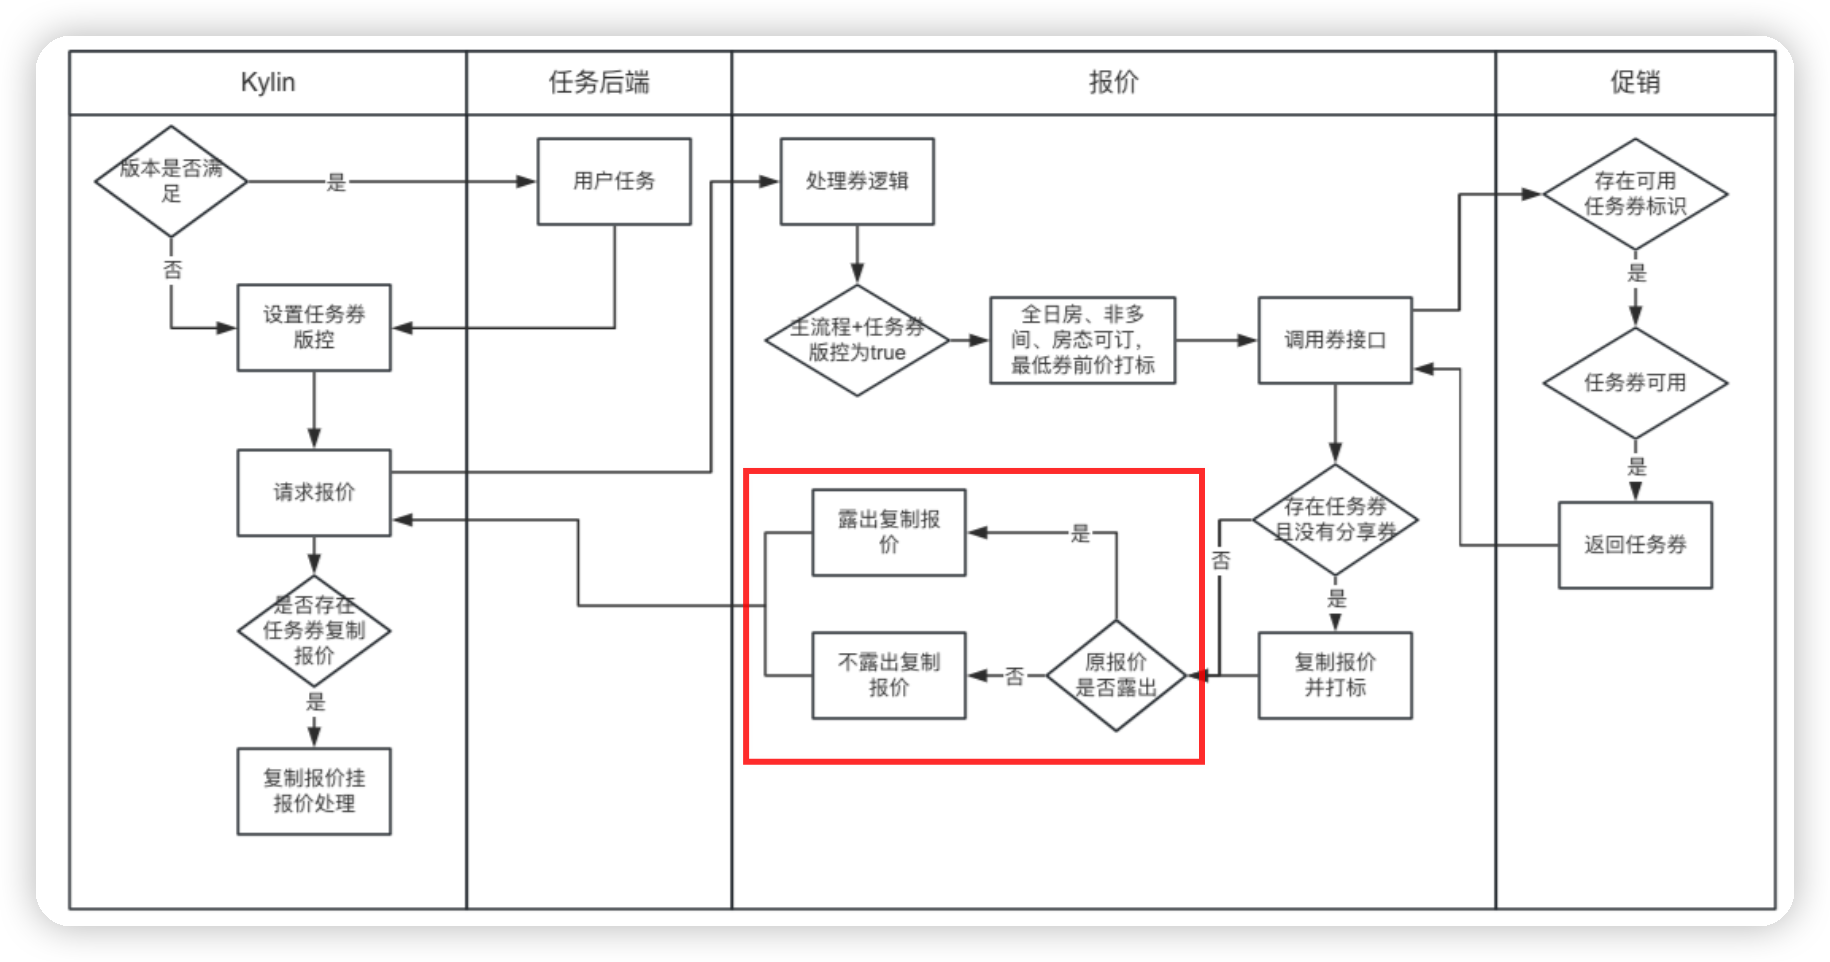 Kylin
任务后端
报价
促销
版本是否满
足
是
否
设置任务券
版控
请求报价
是否存在
任务券复制
报价
是
复制报价挂
报价处理
用户任务
处理券逻辑
主流程+任务券
版控为true
全日房、非多
间、房态可订，
最低券前价打标
调用券接口
存在任务券
且没有分享券
否
是
复制报价
并打标
原报价
是否露出
是
否
露出复制报
价
不露出复制
报价
存在可用
任务券标识
是
任务券可用
是
返回任务券